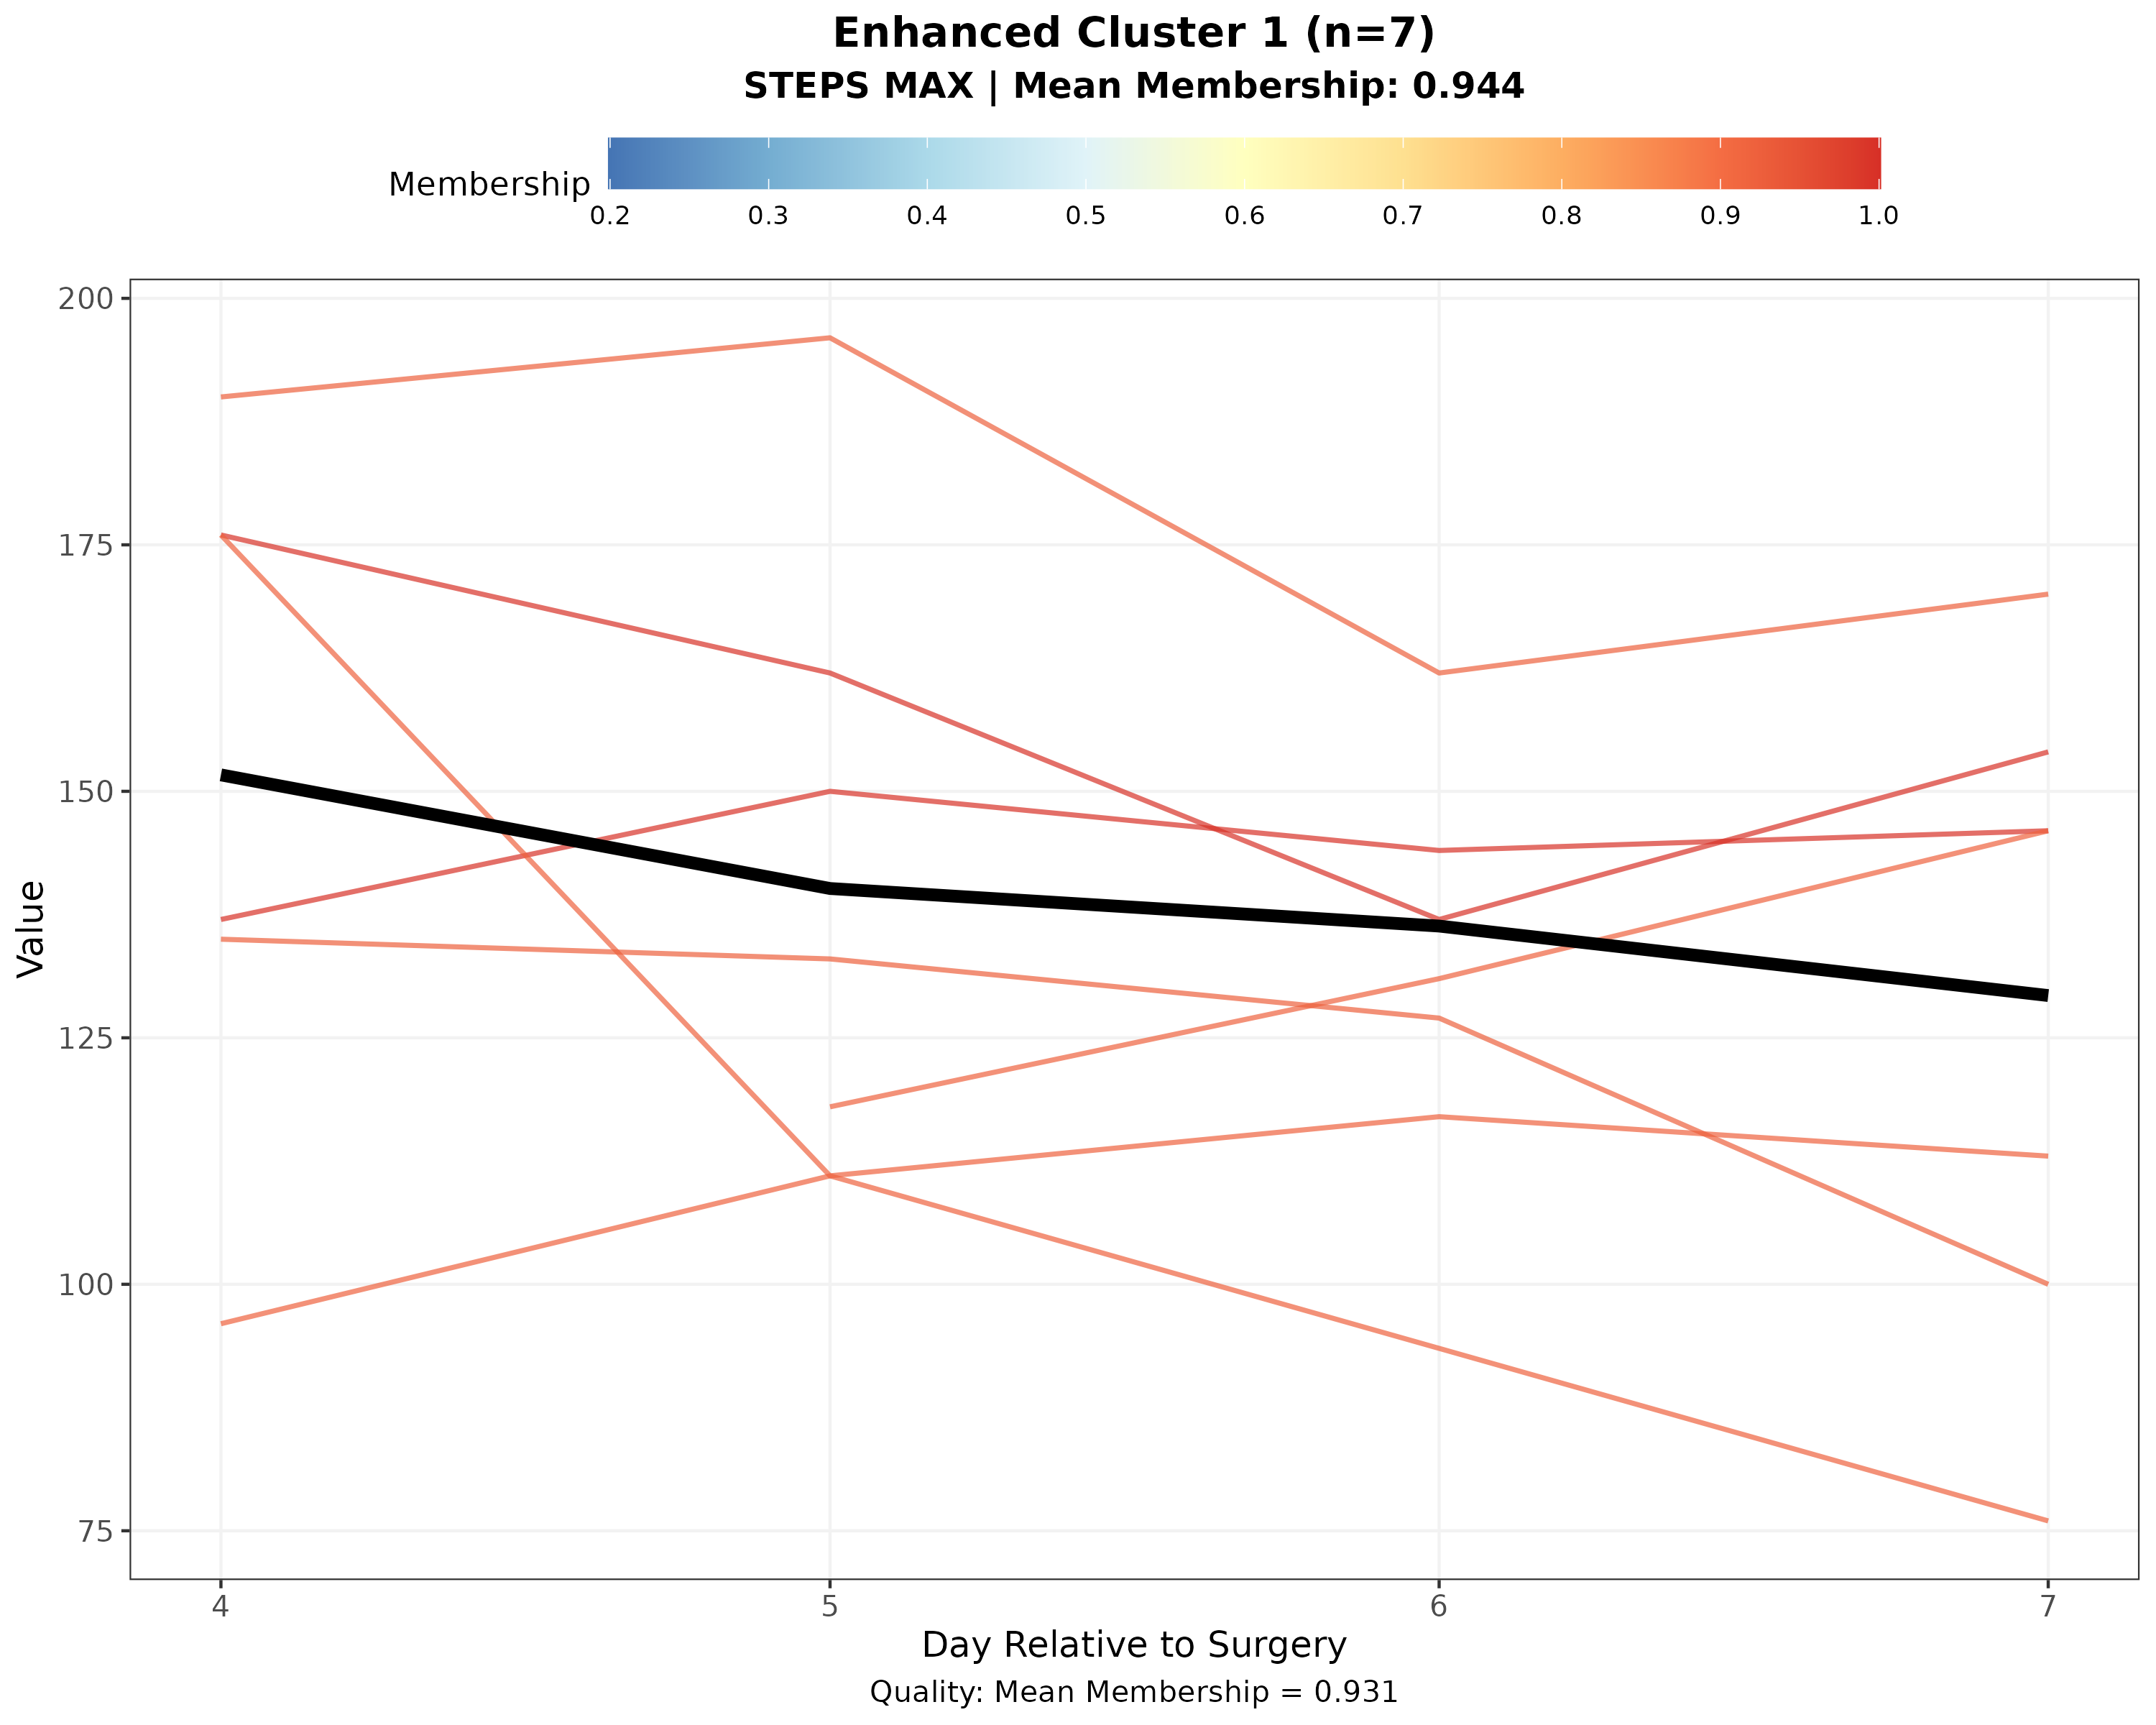 Enhanced Cluster 1 (n=7)
STEPS MAX | Mean Membership: 0.944
Membership
0.2 0.3 0.4 0.5 0.6 0.7 0.8 0.9 1.0
200
175
150
125
100
75
Value
4 5 6 7
Day Relative to Surgery
Quality: Mean Membership = 0.931